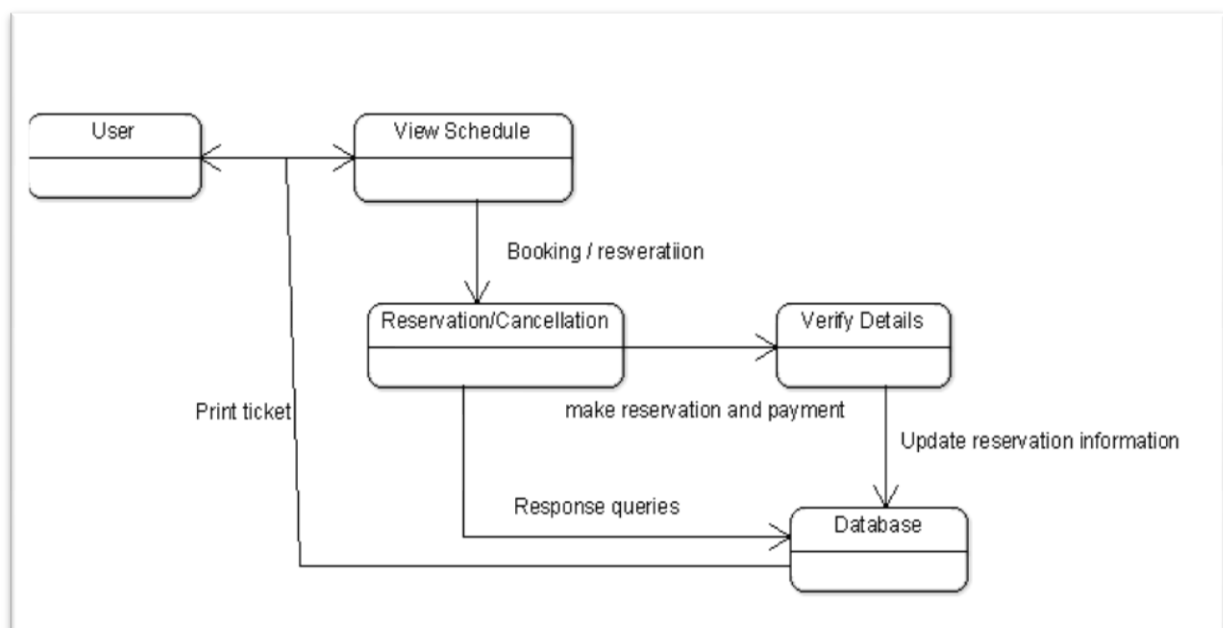 User
View Schedule
Booking / resveratiion
Reservation/Cancellation
Verify Details
Print ticket
make reservation and payment
Update reservation information
Response queries
Database